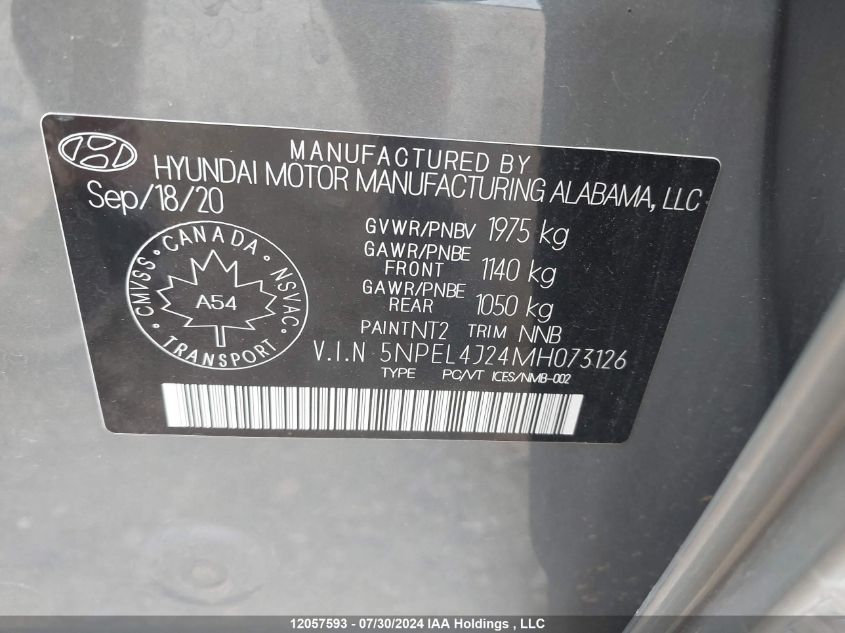 MANUFACTURED BY
HYUNDAI MOTOR MANUFACTURING ALABAMA, LLC
Sep/18/20
GVWR/PNBV 1975 kg
GAWR/PNBE
FRONT 1140 kg
GAWR/PNBE
REAR 1050 kg
PAINT NT2 TRIM NNB
CANADA
CMVSS NSVAC
A54
TRANSPORT
V.I.N 5NPEL4J24MH073126
TYPE PC/VT ICES/NMB-002
12057593 - 07/30/2024 IAA Holdings , LLC